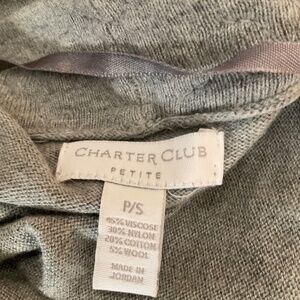 CHARTER CLUB
PETITE
P/S
45% VISCOSE
30% NYLON
20% COTTON
5% WOOL
MADE IN
JORDAN